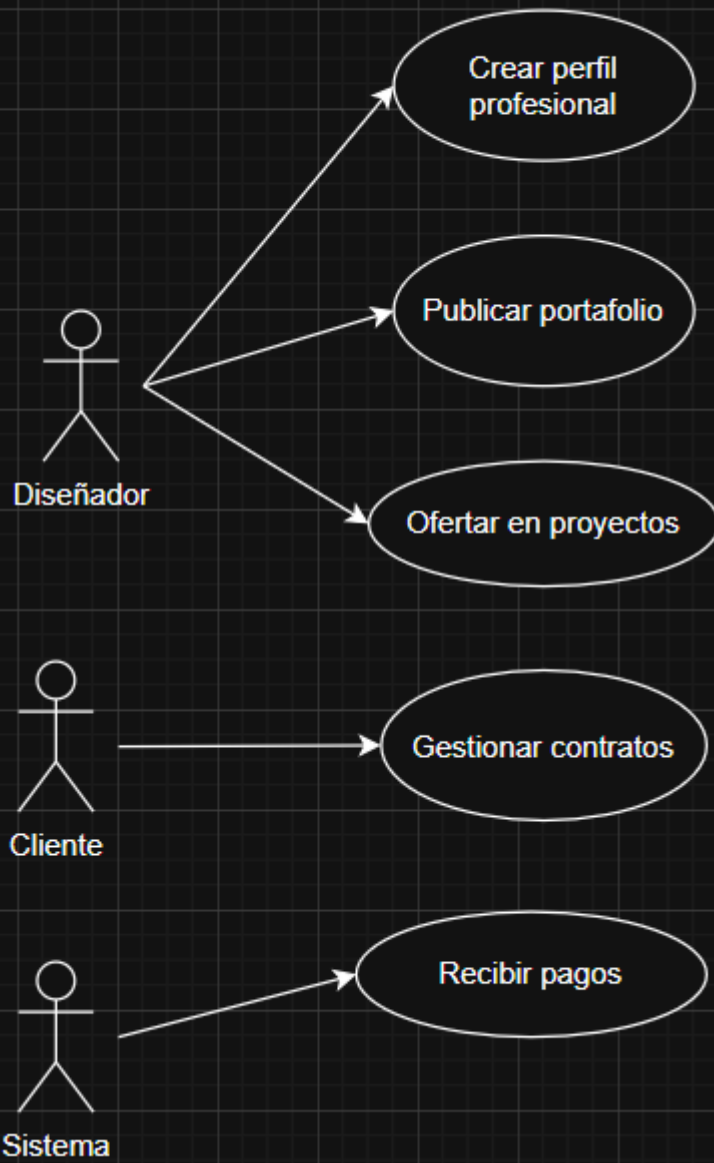 Crear perfil
profesional
Publicar portafolio
Diseñador
Ofertar en proyectos
Gestionar contratos
Cliente
Recibir pagos
Sistema